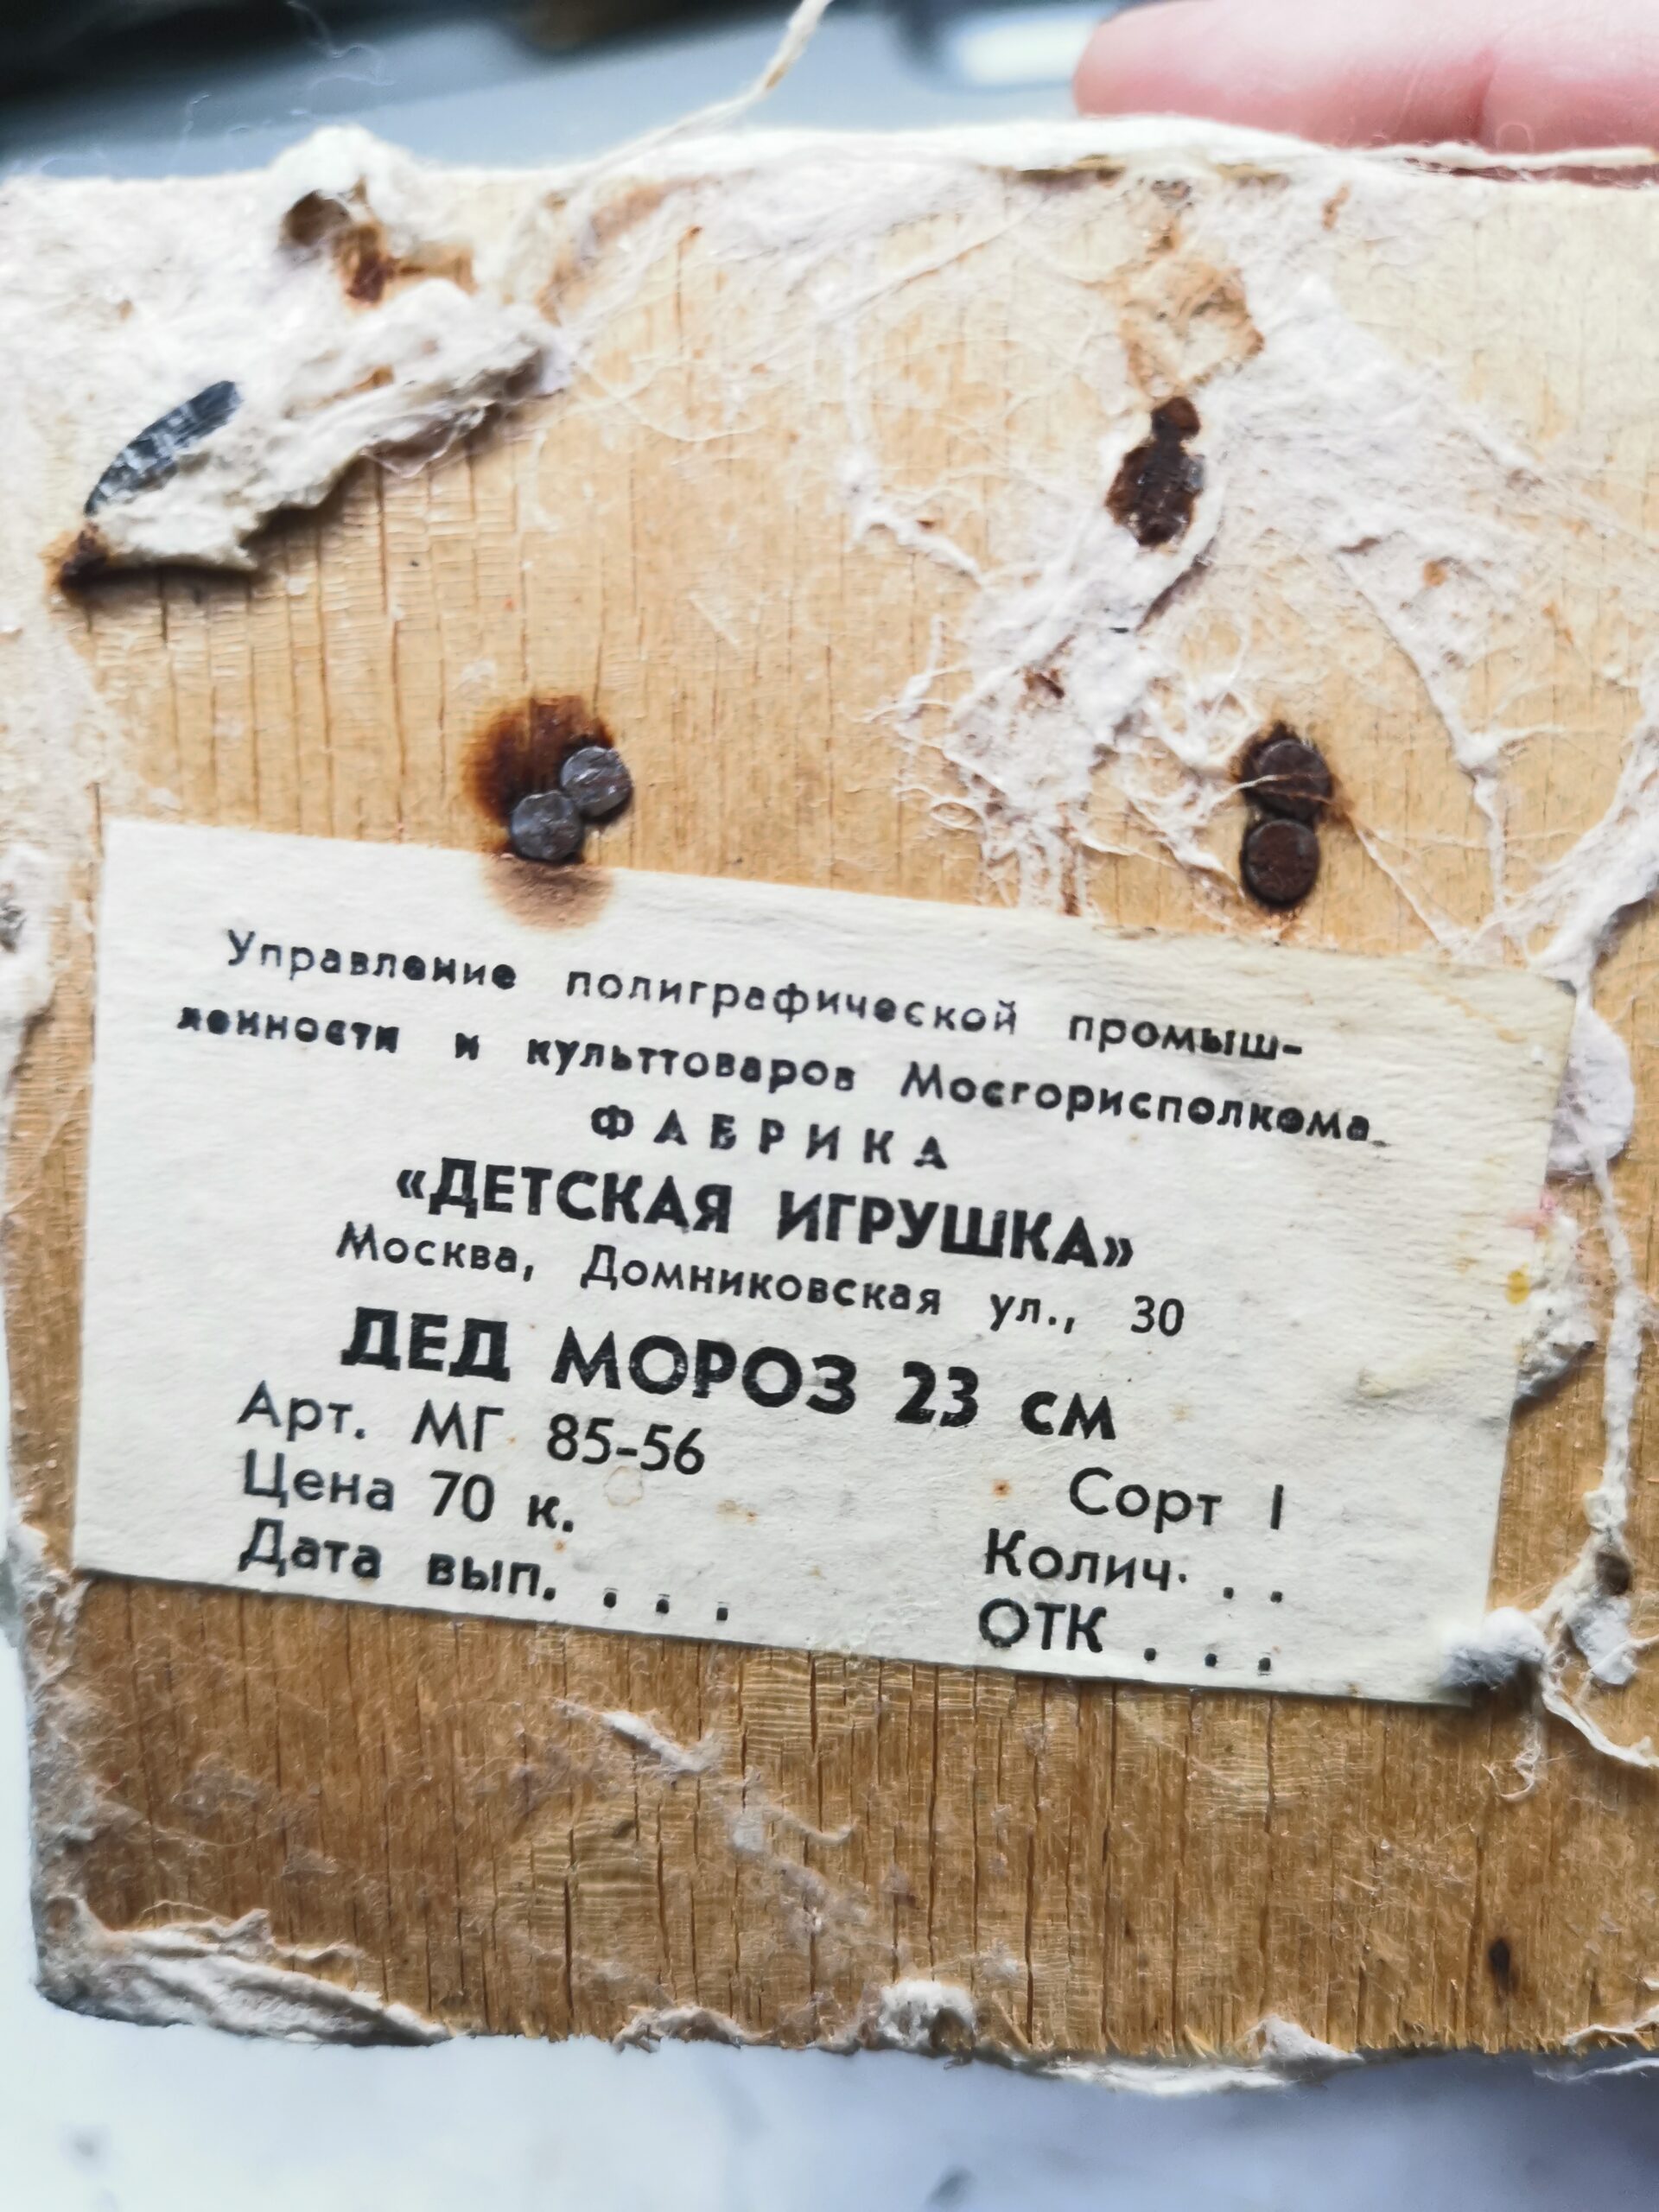 Управление полиграфической промыш-
ленности и культтоваров Мосгорисполкома
ФАБРИКА
«ДЕТСКАЯ ИГРУШКА»
Москва, Домниковская ул., 30
ДЕД МОРОЗ 23 см
Арт. МГ 85-56
Сорт I
Цена 70 к.
Колич. . .
Дата вып. . . .
ОТК . . .